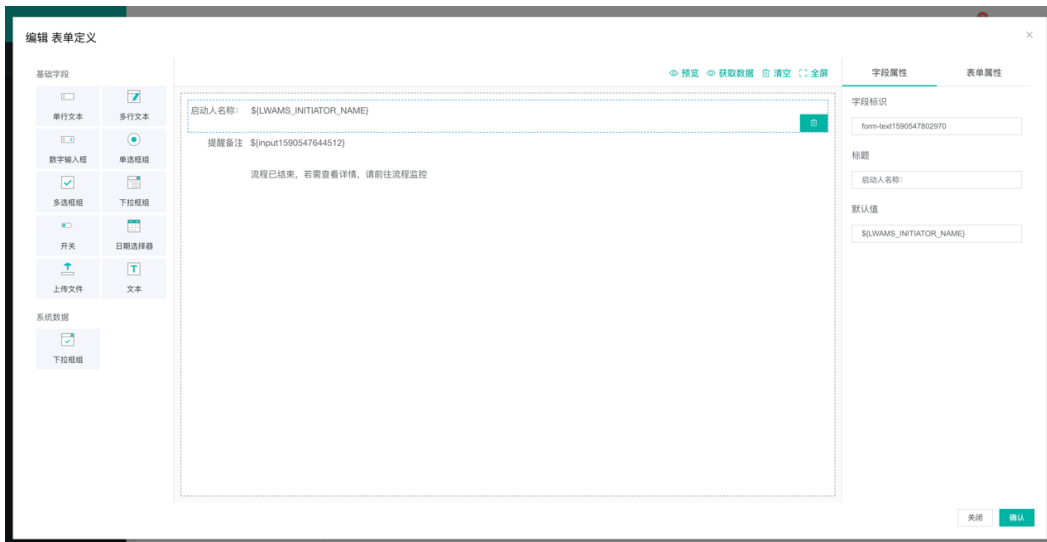 编辑 表单定义
基础字段
单行文本
多行文本
数字输入框
单选框组
多选框组
下拉框组
开关
日期选择器
上传文件
文本
系统数据
下拉框组
预览 获取数据 清空 全屏
启动人名称： ${LWAMS_INITIATOR_NAME}
提醒备注 ${input1590547644512}
流程已结束，若需查看详情，请前往流程监控
字段属性 表单属性
字段标识
form-text1590547802970
标题
启动人名称：
默认值
${LWAMS_INITIATOR_NAME}
关闭 确认